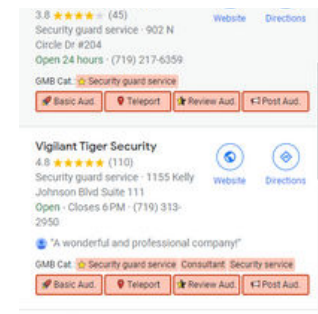 3.8 ★★★★★ (45)
Security guard service · 902 N
Circle Dr #204
Open 24 hours · (719) 217-6359
Website Directions
GMB Cat. Security guard service
Basic Aud. Teleport Review Aud. Post Aud.
Vigilant Tiger Security
4.8 ★★★★★ (110)
Security guard service · 1155 Kelly
Johnson Blvd Suite 111
Open · Closes 6 PM · (719) 313-
2950
Website Directions
"A wonderful and professional company!"
GMB Cat. Security guard service Consultant Security service
Basic Aud. Teleport Review Aud. Post Aud.